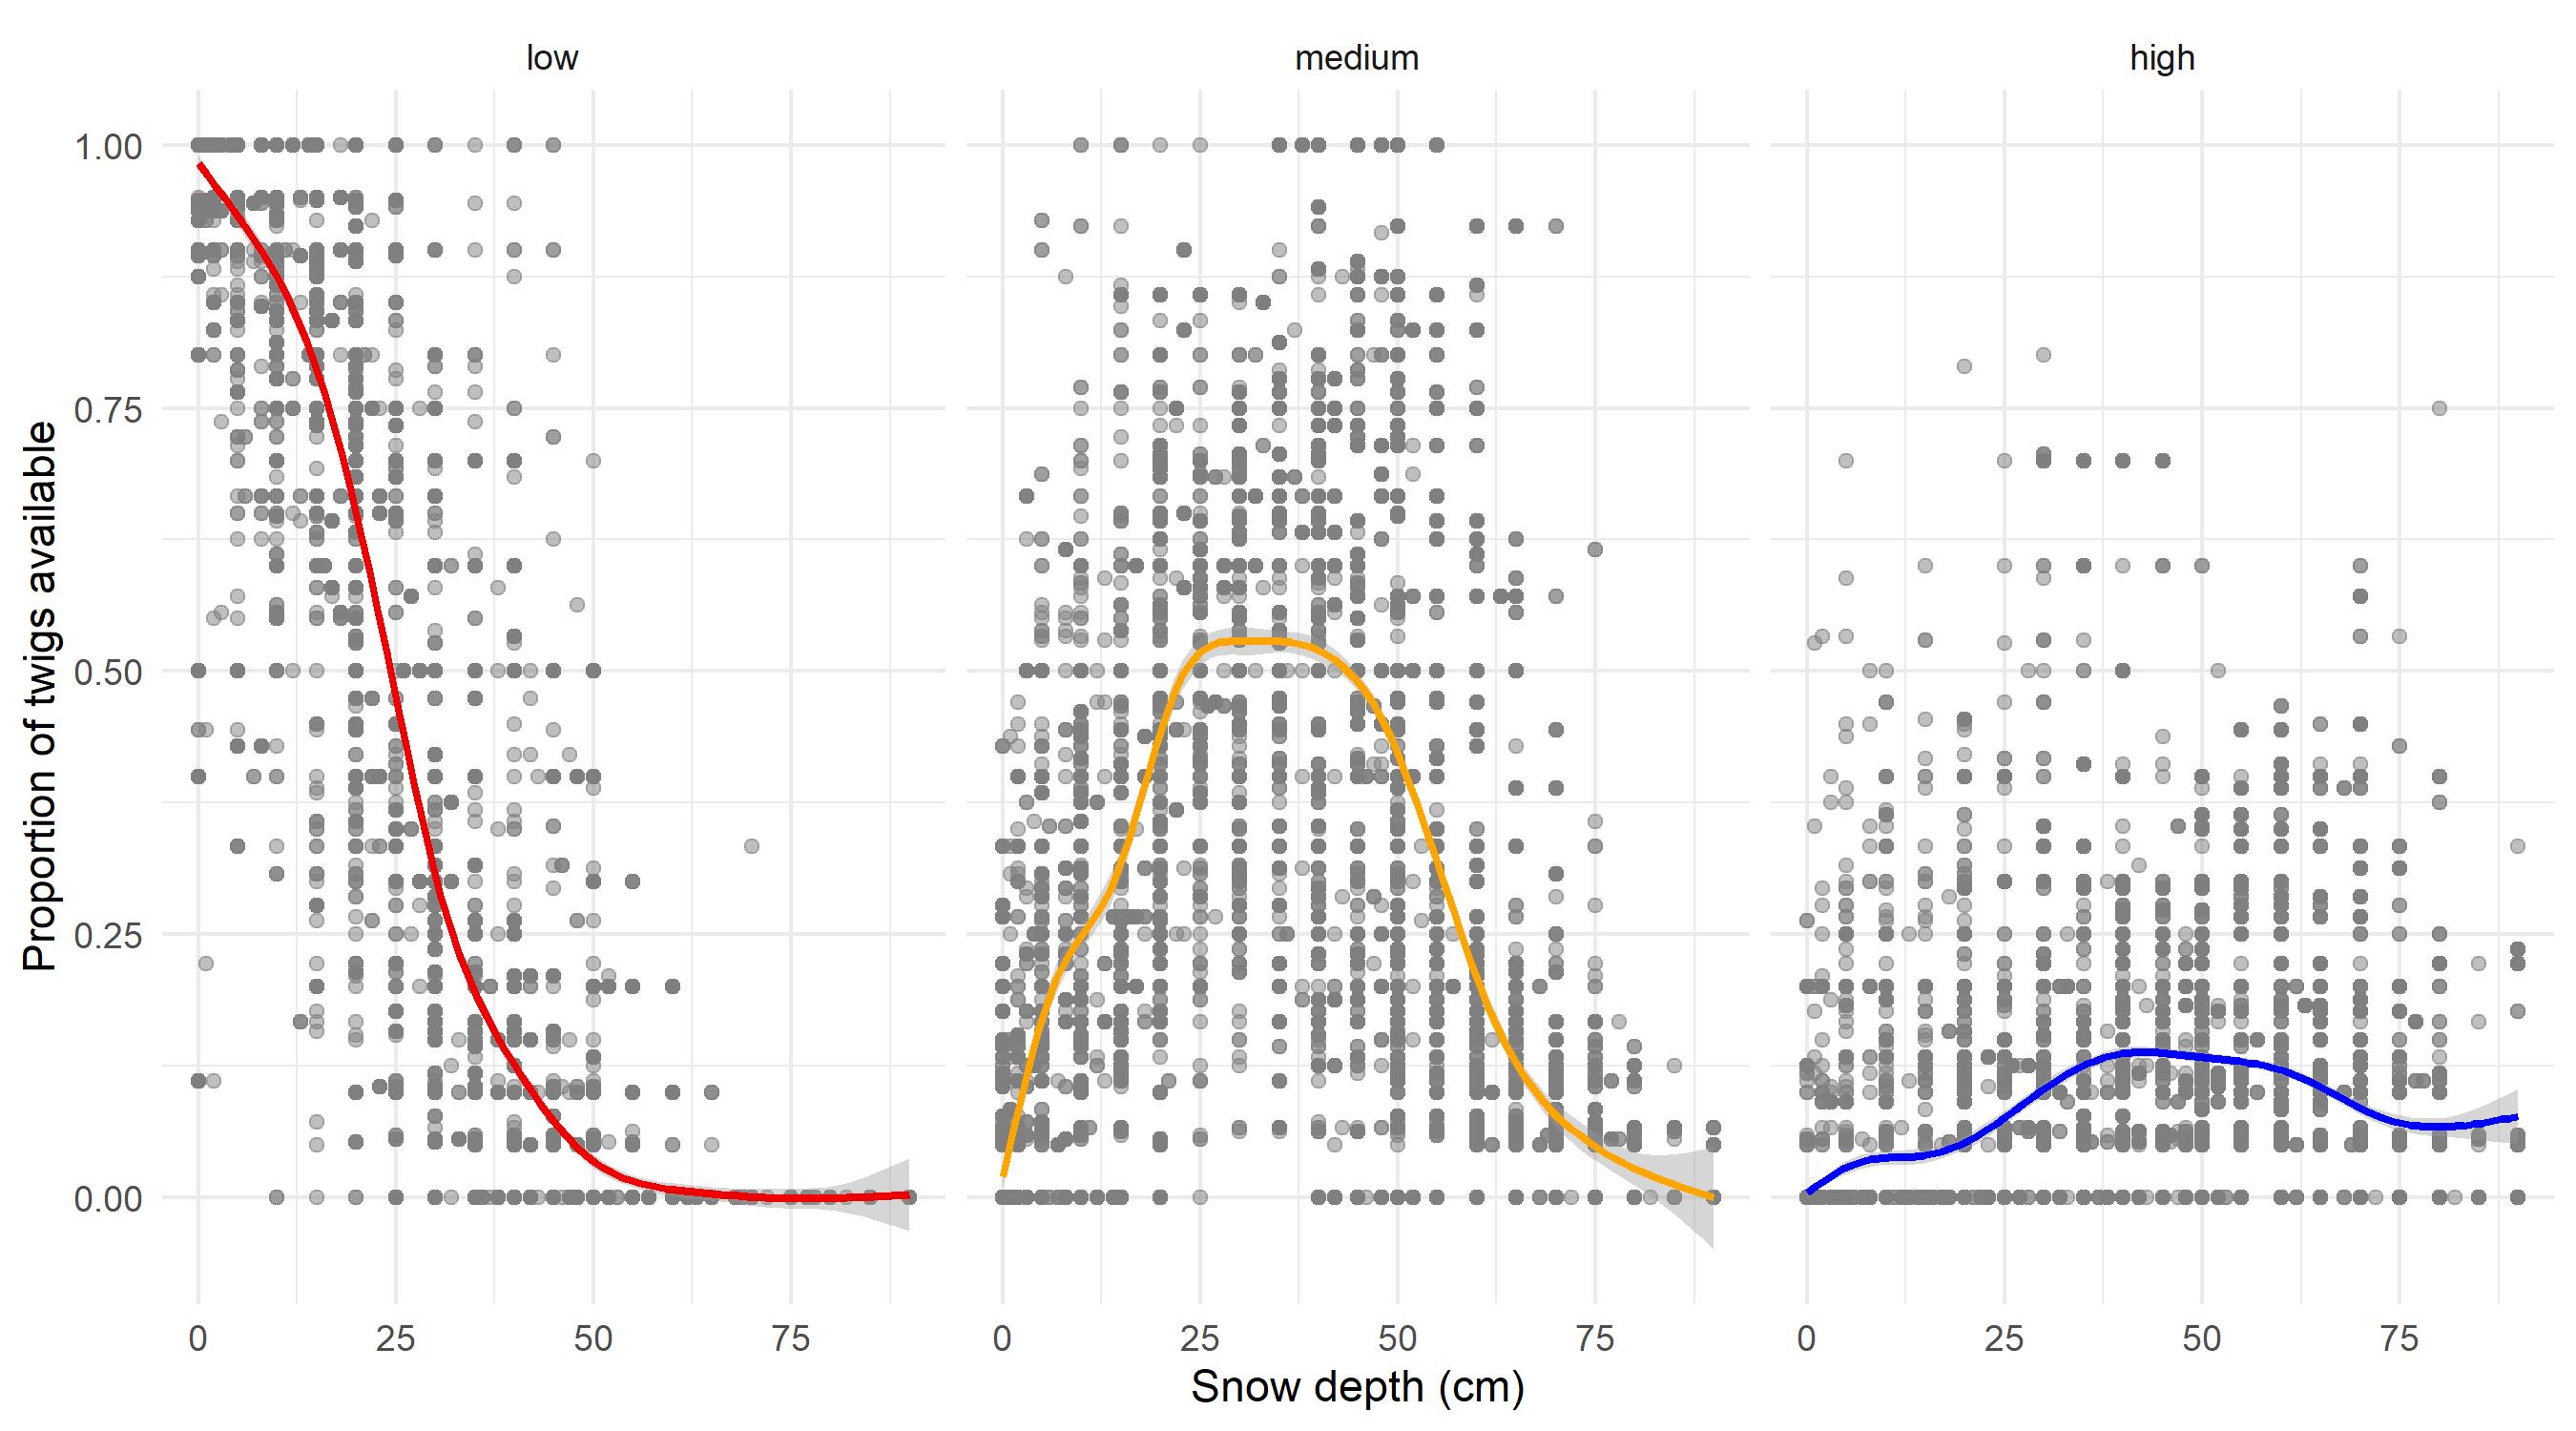 low medium high
1.00
0.75
0.50
0.25
0.00
Proportion of twigs available
0 25 50 75 0 25 50 75 0 25 50 75
Snow depth (cm)